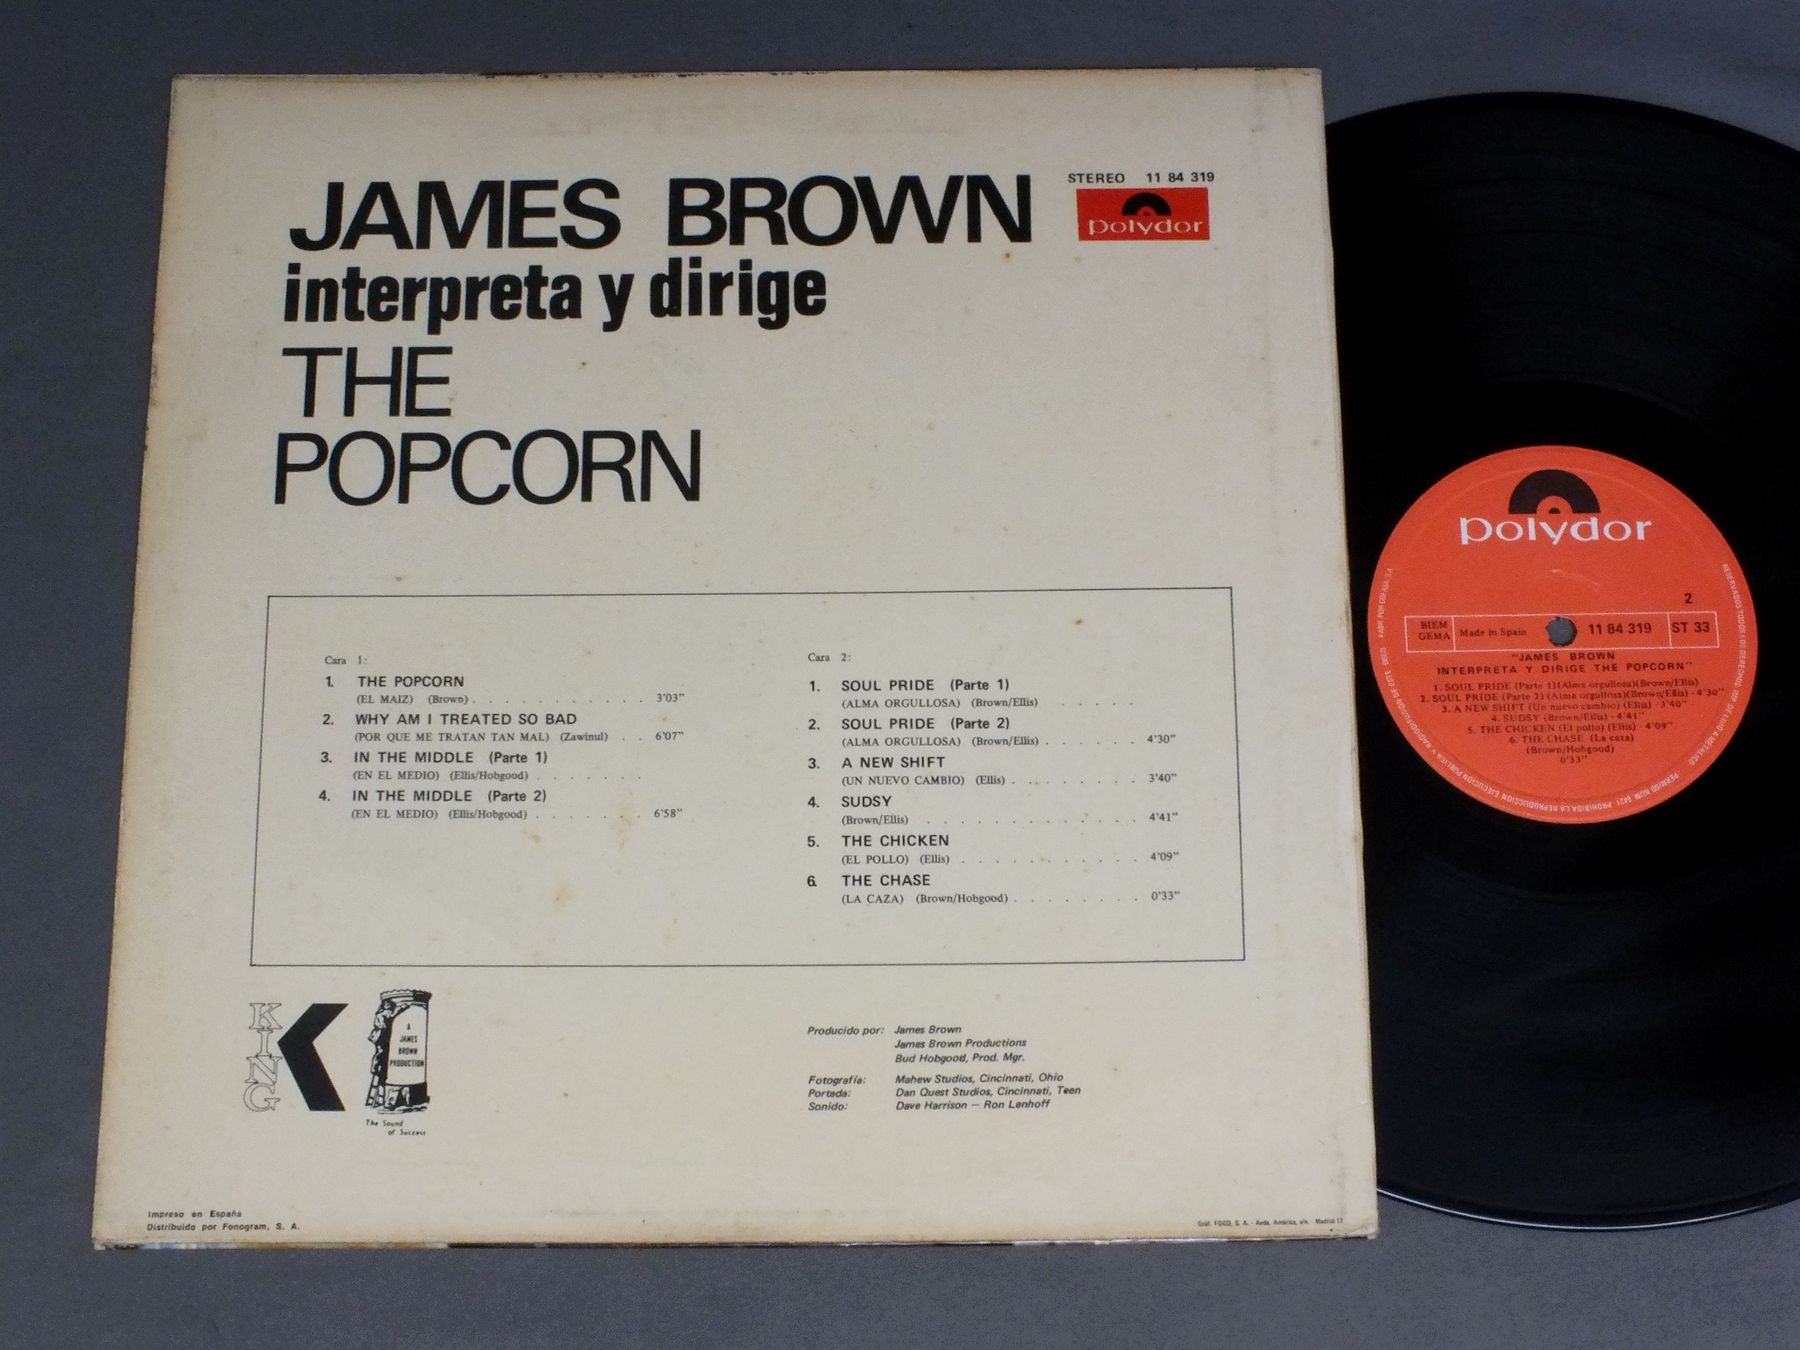 JAMES BROWN
STEREO 11 84 319
polydor
interpreta y dirige
THE
POPCORN
Cara 1:
1. THE POPCORN
(EL MAIZ) (Brown) . . . . . . . . . . . . 3'03"
2. WHY AM I TREATED SO BAD
(POR QUE ME TRATAN TAN MAL) (Zawinul) . . 6'07"
3. IN THE MIDDLE (Parte 1)
(EN EL MEDIO) (Ellis/Hobgood) . . . . . . .
4. IN THE MIDDLE (Parte 2)
(EN EL MEDIO) (Ellis/Hobgood) . . . . . . . 6'58"
Cara 2:
1. SOUL PRIDE (Parte 1)
(ALMA ORGULLOSA) (Brown/Ellis) . . . . .
2. SOUL PRIDE (Parte 2)
(ALMA ORGULLOSA) (Brown/Ellis) . . . . . . 4'30"
3. A NEW SHIFT
(UN NUEVO CAMBIO) (Ellis) . . . . . . . . 3'40"
4. SUDSY
(Brown/Ellis) . . . . . . . . . . . . 4'41"
5. THE CHICKEN
(EL POLLO) (Ellis) . . . . . . . . . . . 4'09"
6. THE CHASE
(LA CAZA) (Brown/Hobgood) . . . . . . . . 0'33"
KING
K
A
JAMES
BROWN
PRODUCTION
The Sound
of Success
Producido por: James Brown
James Brown Productions
Bud Hobgood, Prod. Mgr.
Fotografía: Mahew Studios, Cincinnati, Ohio
Portada: Dan Quest Studios, Cincinnati, Teen
Sonido: Dave Harrison — Ron Lenhoff
Impreso en España
Distribuido por Fonogram, S. A.
Gráf. FOCO, S. A. - Avda. América, s/n. - Madrid-17
polydor
2
BIEM
GEMA
Made in Spain
11 84 319
ST 33
"JAMES BROWN
INTERPRETA Y DIRIGE THE POPCORN"
1. SOUL PRIDE (Parte 1)(Alma orgullosa)(Brown/Ellis)
2. SOUL PRIDE (Parte 2)(Alma orgullosa)(Brown/Ellis) - 4'30"
3. A NEW SHIFT (Un nuevo cambio) (Ellis) - 3'40"
4. SUDSY (Brown/Ellis) - 4'41"
5. THE CHICKEN (El pollo) (Ellis) - 4'09"
6. THE CHASE (La caza)
(Brown/Hobgood)
0'33"